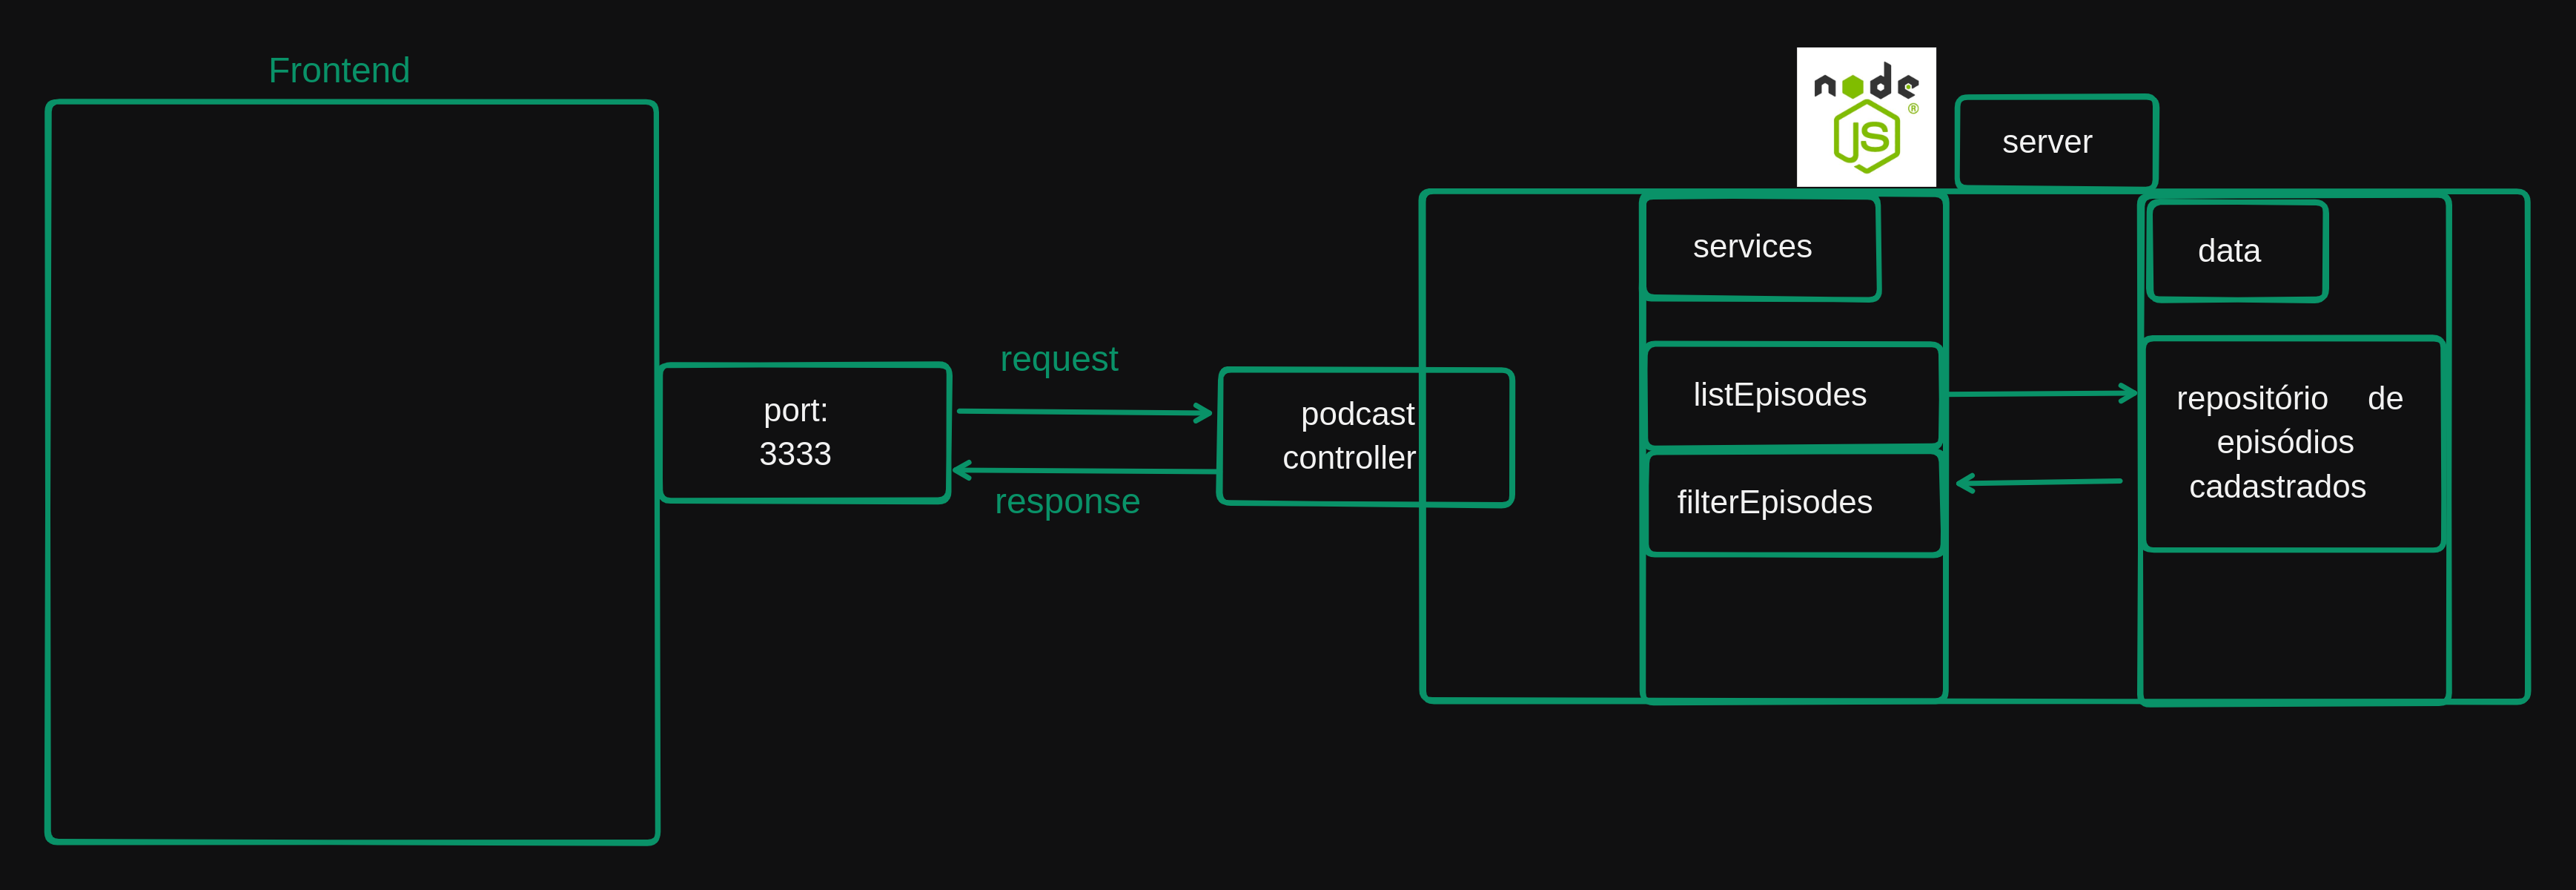 Frontend
node
JS
®
server
services
data
request
port:
3333
podcast
controller
response
listEpisodes
filterEpisodes
repositório de
episódios
cadastrados